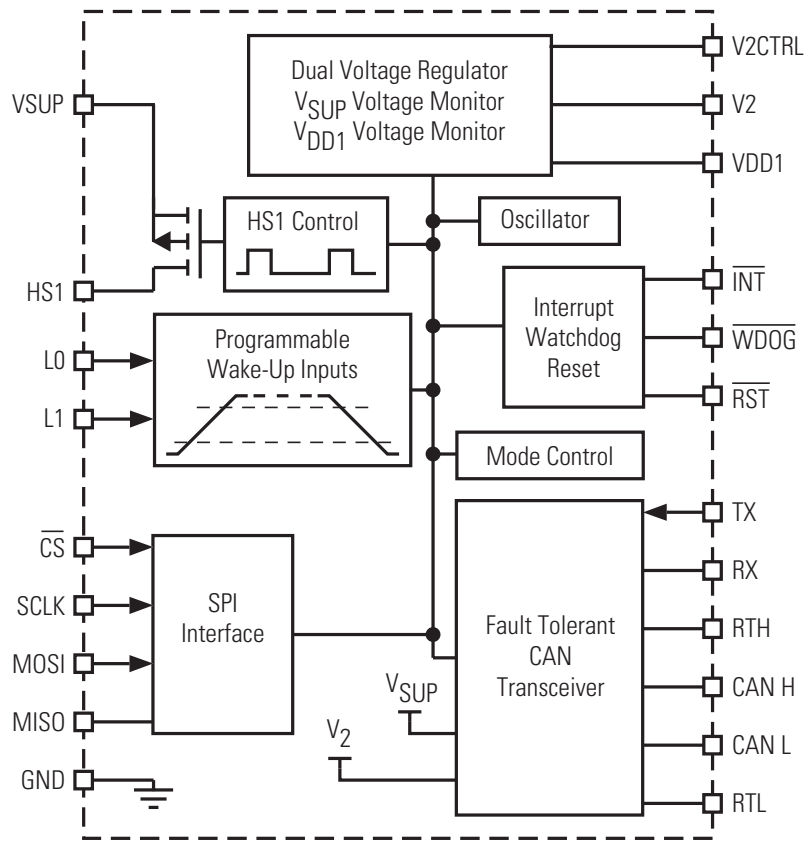 Dual Voltage Regulator
VSUP Voltage Monitor
VDD1 Voltage Monitor
V2CTRL
V2
VDD1
VSUP
HS1
HS1 Control
Oscillator
Interrupt
Watchdog
Reset
INT
WDOG
RST
L0
L1
Programmable
Wake-Up Inputs
Mode Control
CS
SCLK
MOSI
MISO
GND
SPI
Interface
VSUP
V2
Fault Tolerant
CAN
Transceiver
TX
RX
RTH
CAN H
CAN L
RTL